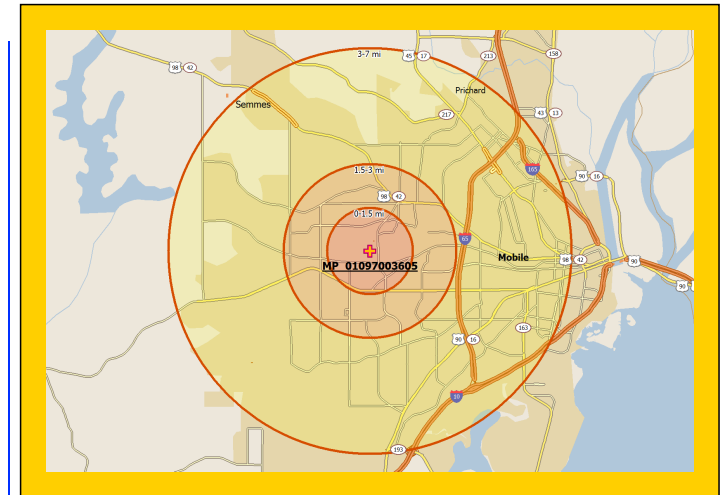 3-7 mi
45 17
213
158
98 42
Prichard
Semmes
217
43 13
1.5-3 mi
165
90 16
98 42
0-1.5 mi
65
Mobile
98 42
90
MP_01097003605
90
163
90 16
10
193